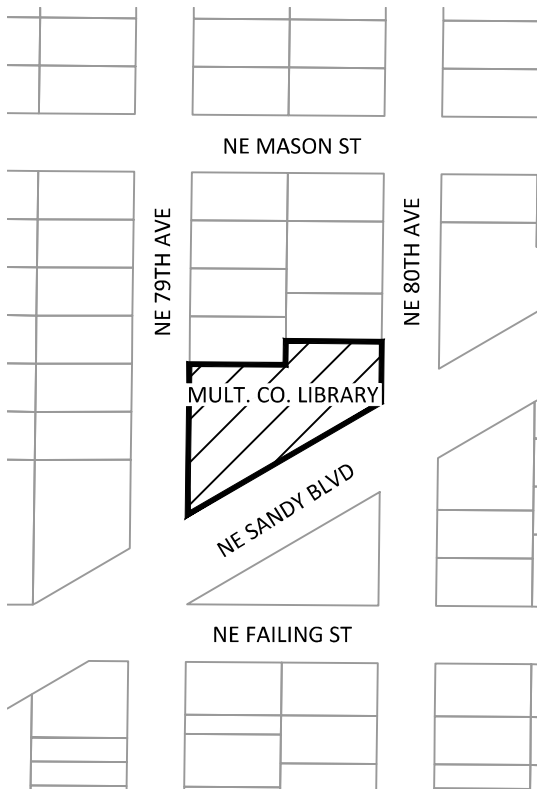 NE MASON ST
NE 79TH AVE
NE 80TH AVE
MULT. CO. LIBRARY
NE SANDY BLVD
NE FAILING ST